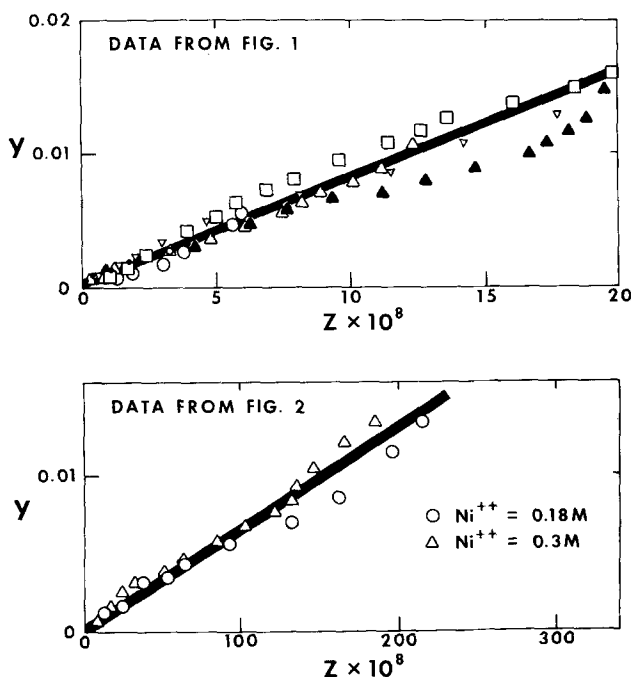 0.02
DATA FROM FIG. 1
y
0.01
0
0 5 10 15 20
Z × 10⁸
DATA FROM FIG. 2
y
0.01
○ Ni⁺⁺ = 0.18M
△ Ni⁺⁺ = 0.3M
0
0 100 200 300
Z × 10⁸